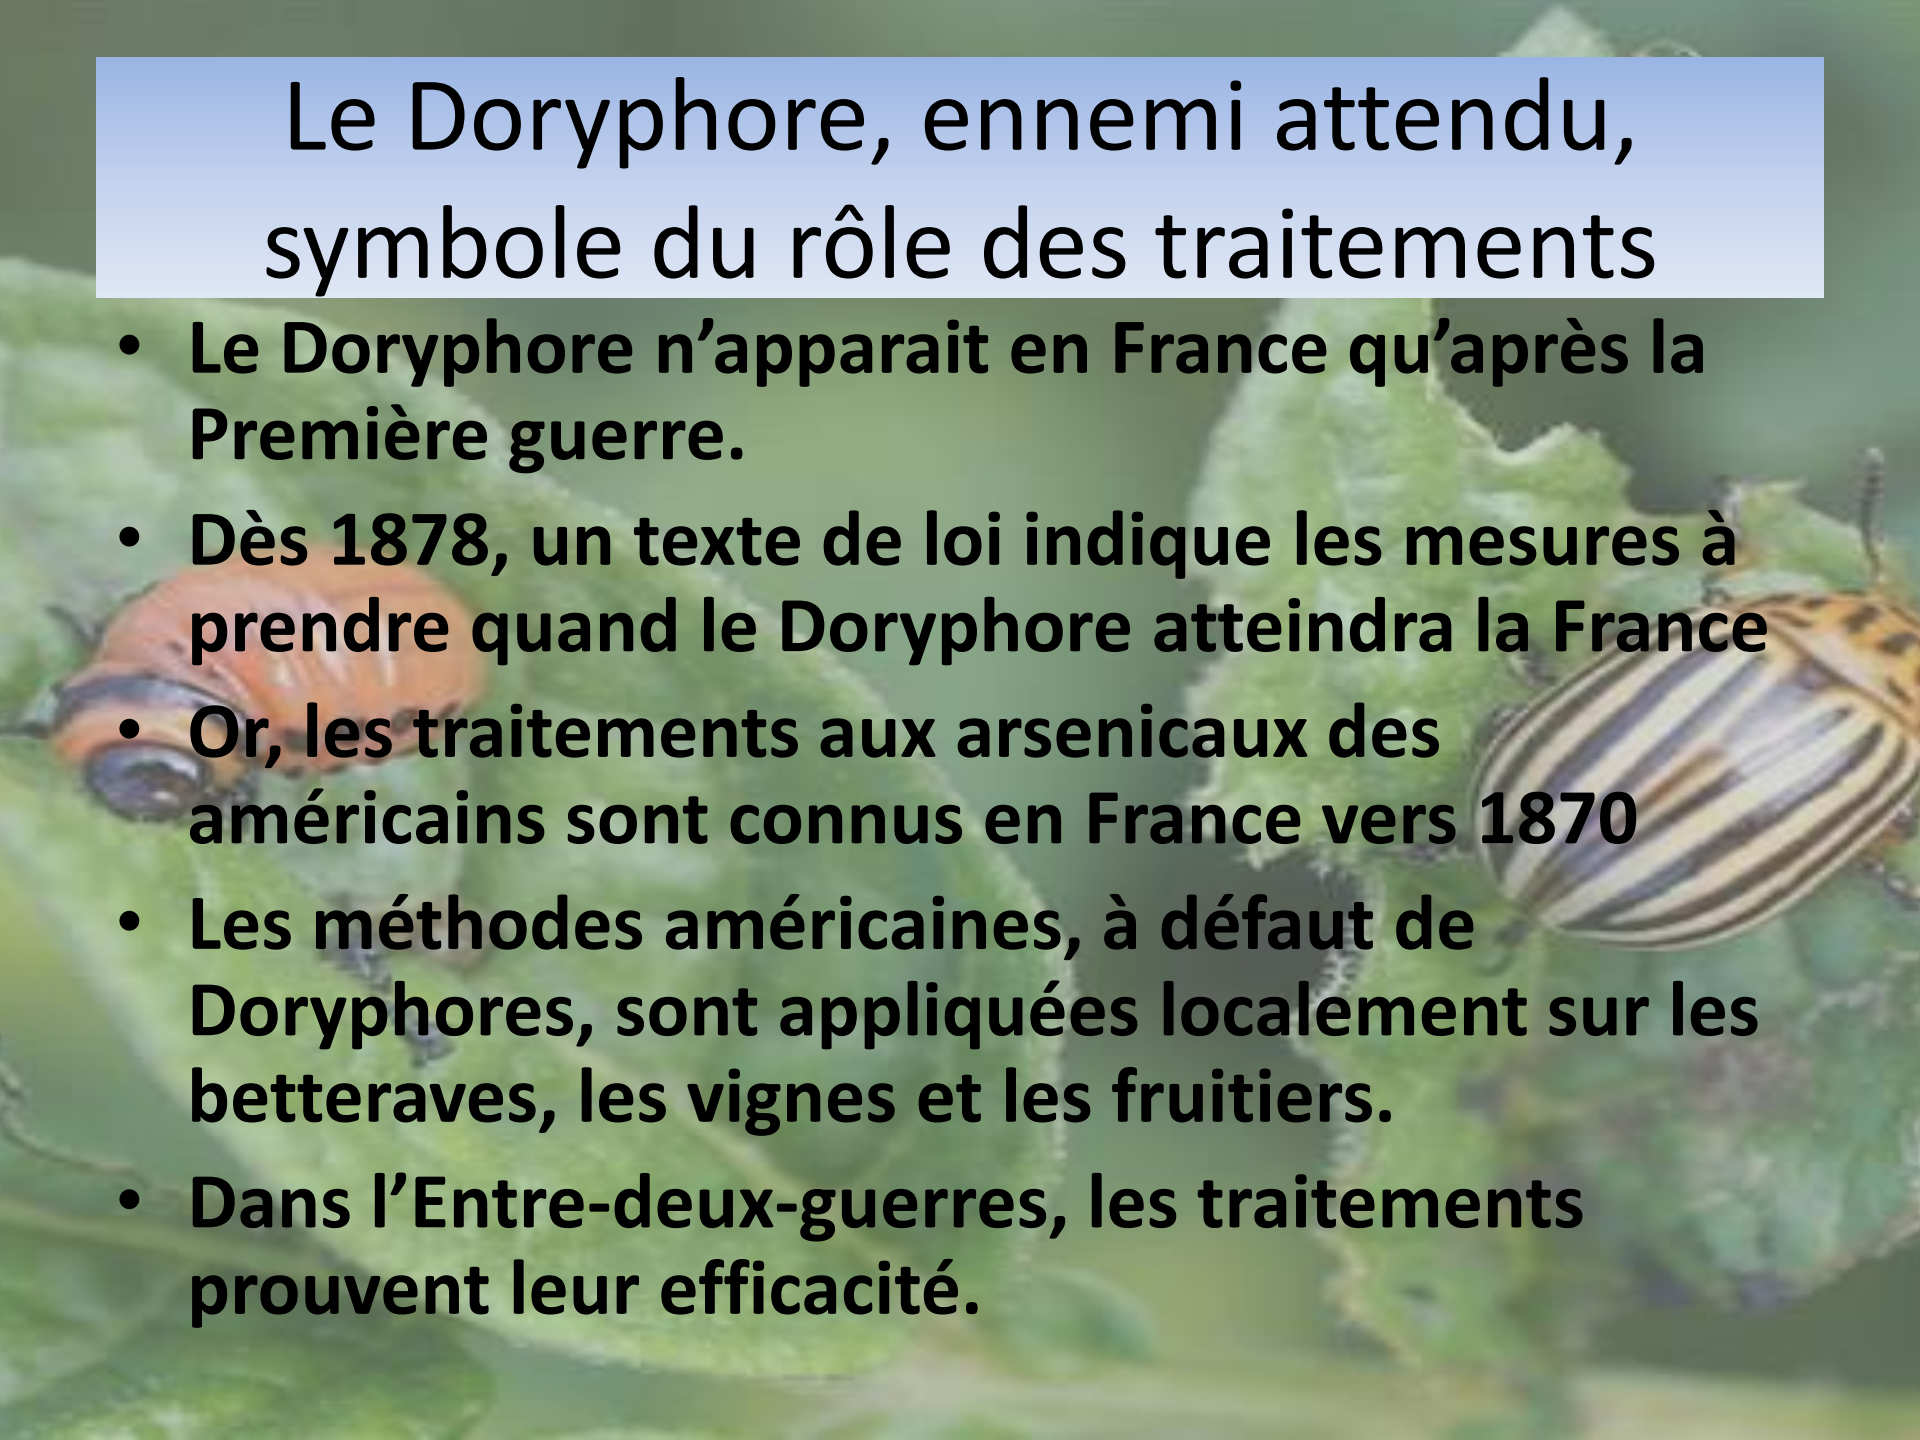 Le Doryphore, ennemi attendu,
symbole du rôle des traitements
• Le Doryphore n’apparait en France qu’après la
Première guerre.
• Dès 1878, un texte de loi indique les mesures à
prendre quand le Doryphore atteindra la France
• Or, les traitements aux arsenicaux des
américains sont connus en France vers 1870
• Les méthodes américaines, à défaut de
Doryphores, sont appliquées localement sur les
betteraves, les vignes et les fruitiers.
• Dans l’Entre-deux-guerres, les traitements
prouvent leur efficacité.